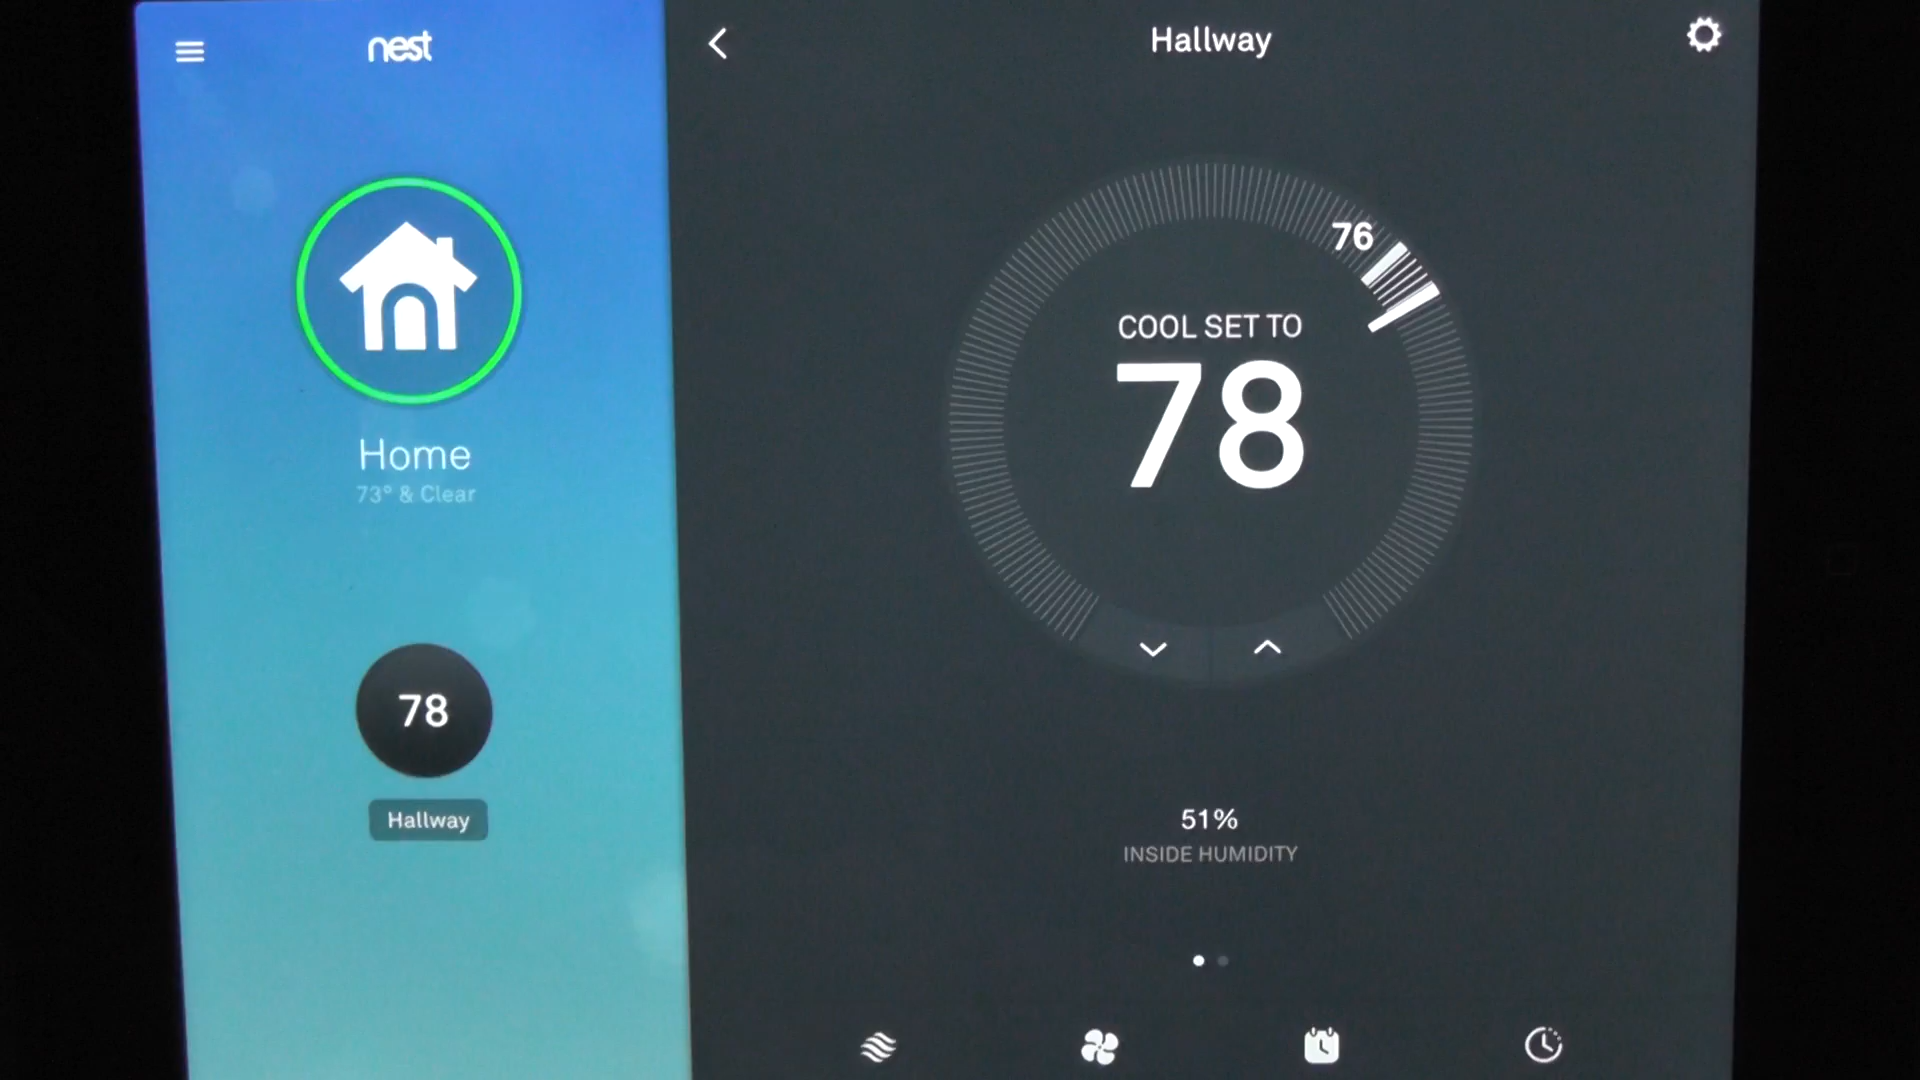 nest
Home
73° & Clear
78
Hallway
Hallway
76
COOL SET TO
78
51%
INSIDE HUMIDITY